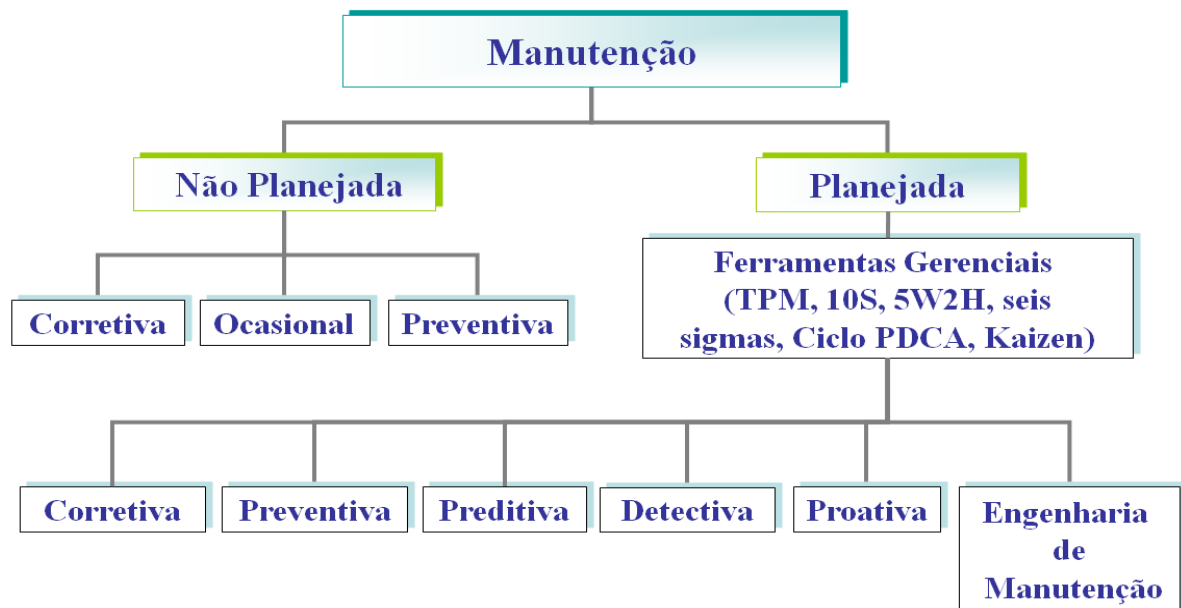 Manutenção
Não Planejada
Planejada
Ferramentas Gerenciais
(TPM, 10S, 5W2H, seis
sigmas, Ciclo PDCA, Kaizen)
Corretiva
Ocasional
Preventiva
Corretiva
Preventiva
Preditiva
Detectiva
Proativa
Engenharia
de
Manutenção